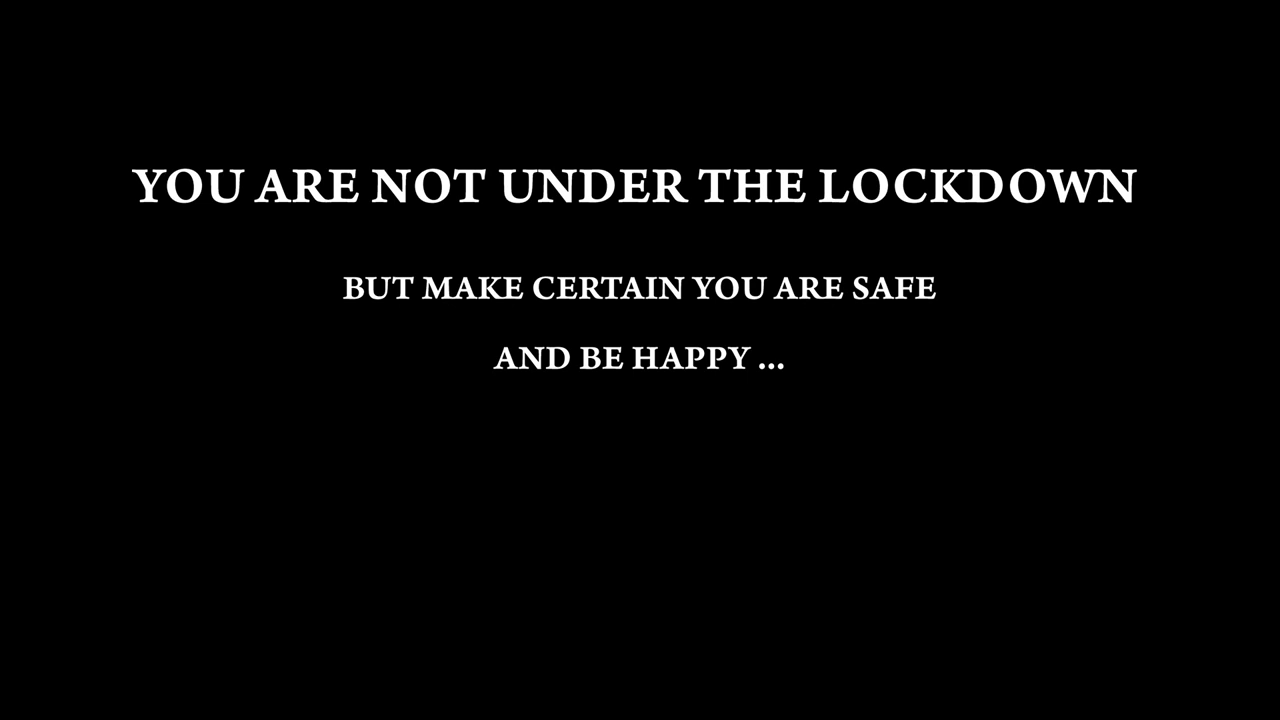 YOU ARE NOT UNDER THE LOCKDOWN
BUT MAKE CERTAIN YOU ARE SAFE
AND BE HAPPY ...